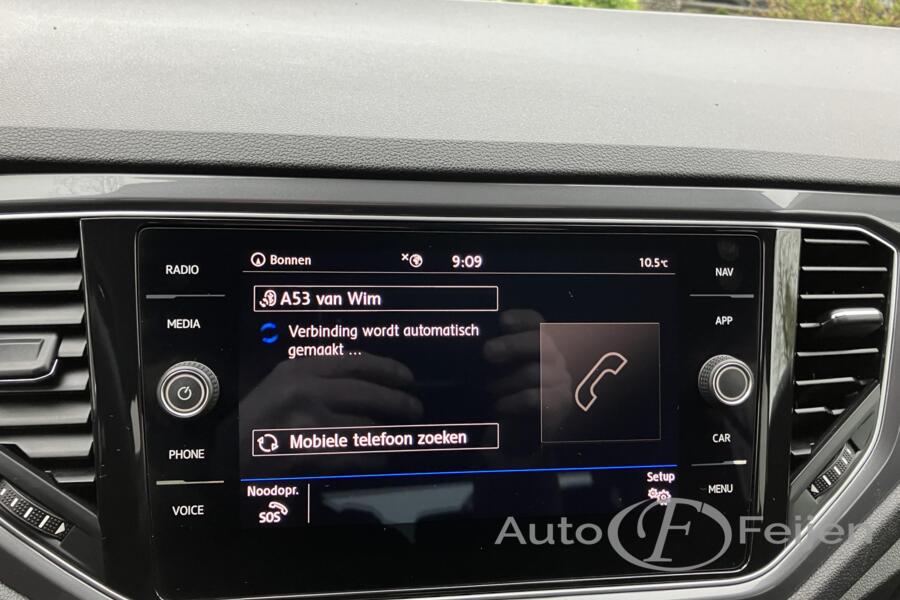 Bonnen
9:09
10.5°c
RADIO
MEDIA
PHONE
VOICE
A53 van Wim
Verbinding wordt automatisch
gemaakt ...
Mobiele telefoon zoeken
Noodopr.
SOS
Setup
NAV
APP
CAR
MENU
Auto F Feijen